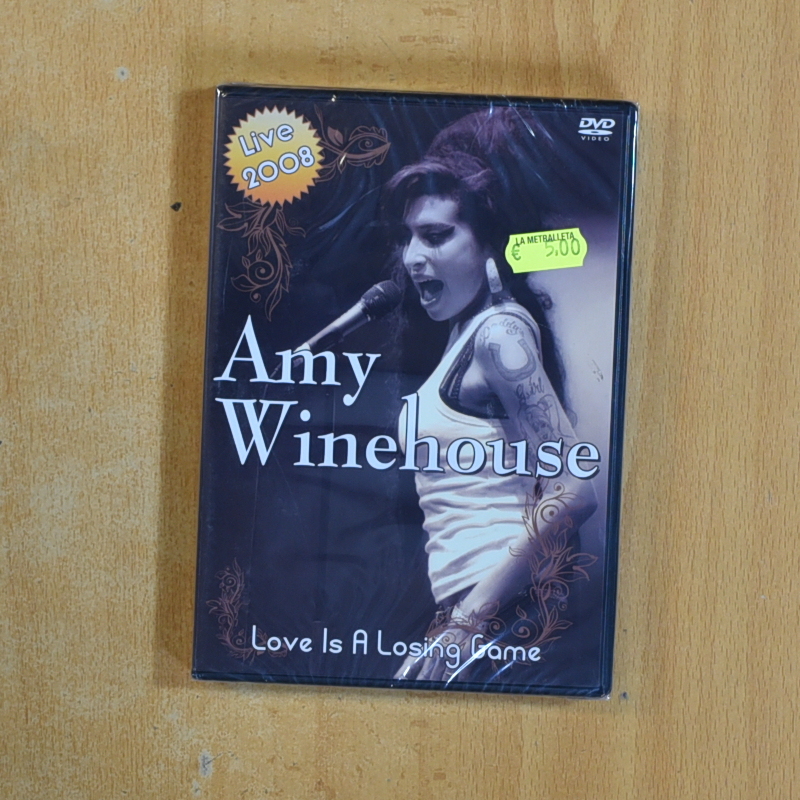 Live
2008
DVD
VIDEO
LA METRALLETA
€ 5.00
Amy
Winehouse
Love Is A Losing Game